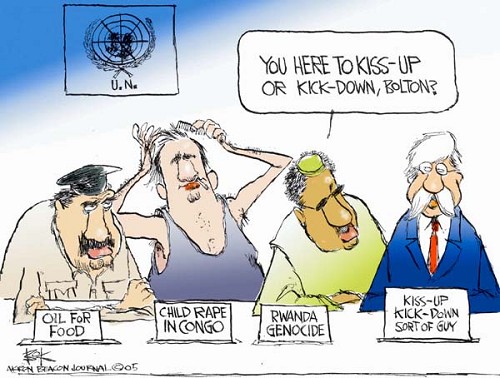 U.N.
YOU HERE TO KISS-UP
OR KICK-DOWN, BOLTON?
OIL FOR
FOOD
CHILD RAPE
IN CONGO
RWANDA
GENOCIDE
KISS-UP
KICK-DOWN
SORT OF GUY
BOK
AKRON BEACON JOURNAL ©05